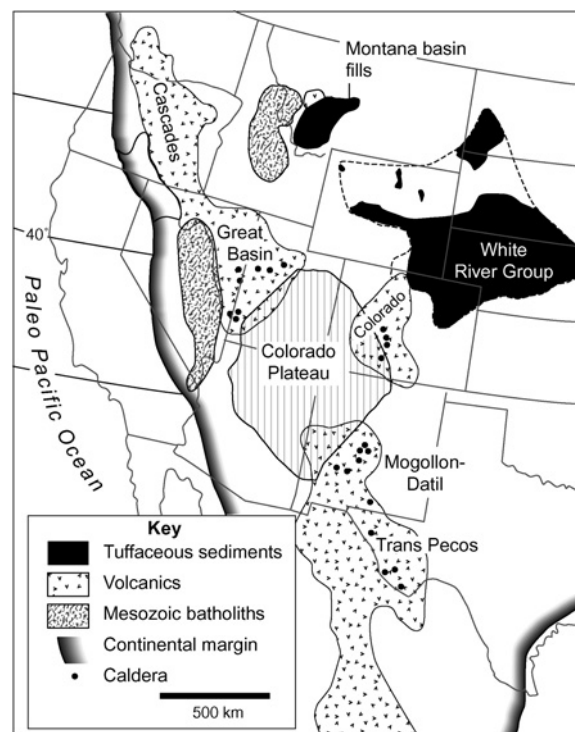 Montana basin
fills
Cascades
40°
Great
Basin
White
River Group
Colorado
Colorado
Plateau
Paleo Pacific Ocean
Mogollon-
Datil
Trans Pecos
Key
Tuffaceous sediments
Volcanics
Mesozoic batholiths
Continental margin
Caldera
500 km